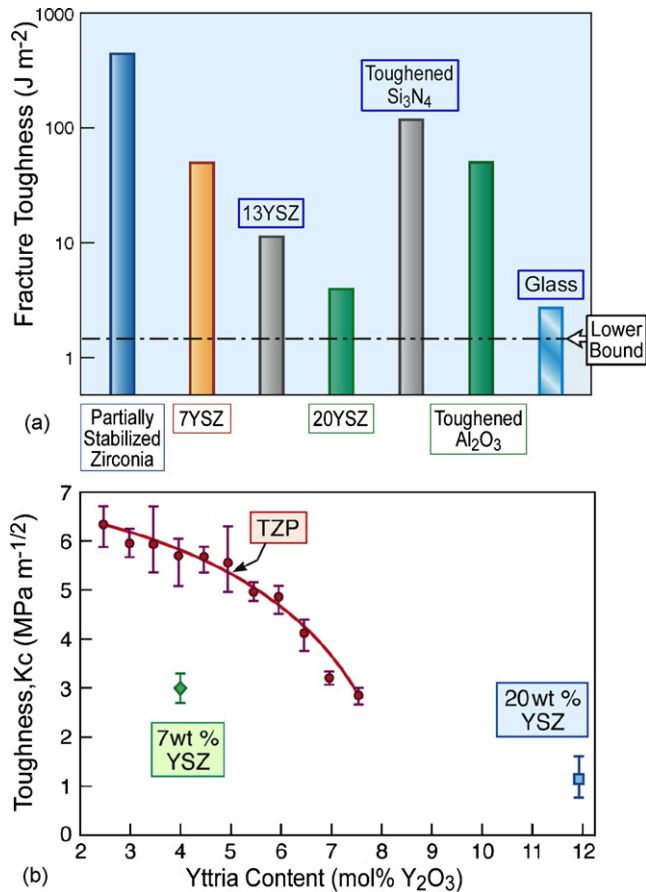 Fracture Toughness (J m-2)
1000
100
10
1
Toughened
Si3N4
13YSZ
Glass
Lower
Bound
(a)
Partially
Stabilized
Zirconia
7YSZ
20YSZ
Toughened
Al2O3
Toughness,Kc (MPa m-1/2)
7
6
5
4
3
2
1
0
TZP
7wt %
YSZ
20wt %
YSZ
2 3 4 5 6 7 8 9 10 11 12
(b)
Yttria Content (mol% Y2O3)